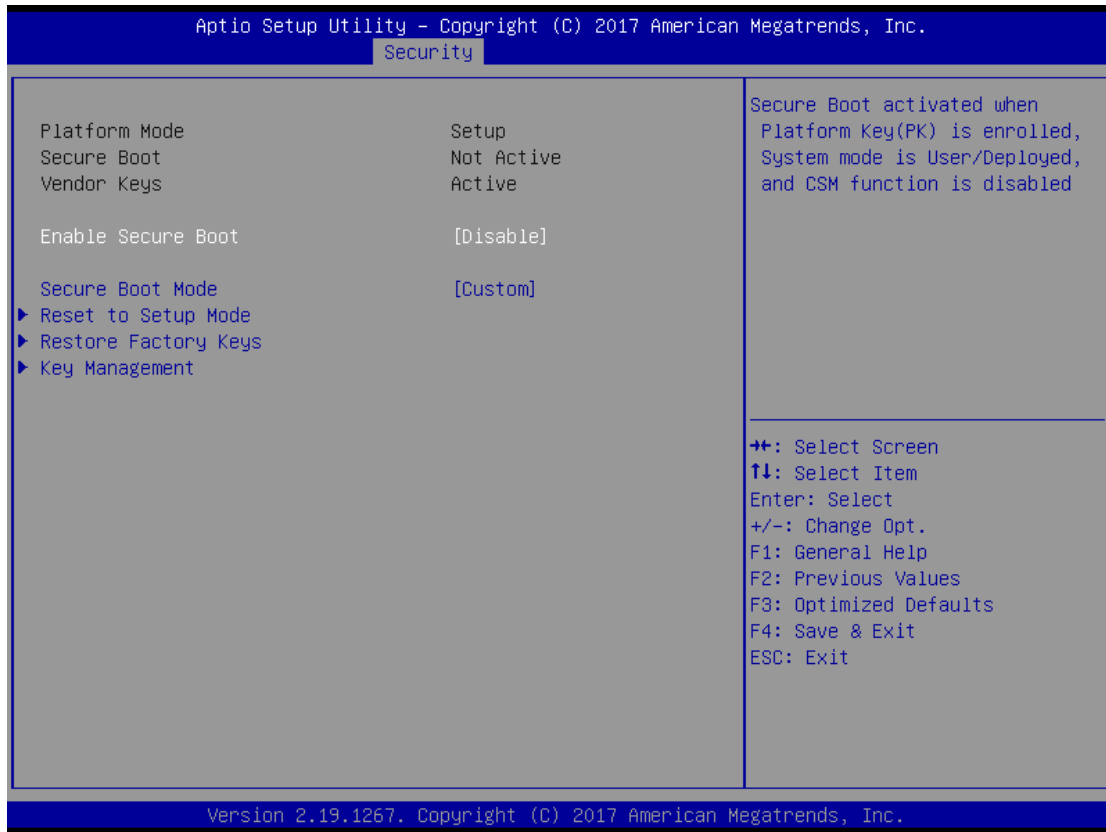 Aptio Setup Utility – Copyright (C) 2017 American Megatrends, Inc.
Security
Platform Mode Setup
Secure Boot Not Active
Vendor Keys Active
Enable Secure Boot [Disable]
Secure Boot Mode [Custom]
▶ Reset to Setup Mode
▶ Restore Factory Keys
▶ Key Management
Secure Boot activated when
Platform Key(PK) is enrolled,
System mode is User/Deployed,
and CSM function is disabled
→←: Select Screen
↑↓: Select Item
Enter: Select
+/-: Change Opt.
F1: General Help
F2: Previous Values
F3: Optimized Defaults
F4: Save & Exit
ESC: Exit
Version 2.19.1267. Copyright (C) 2017 American Megatrends, Inc.